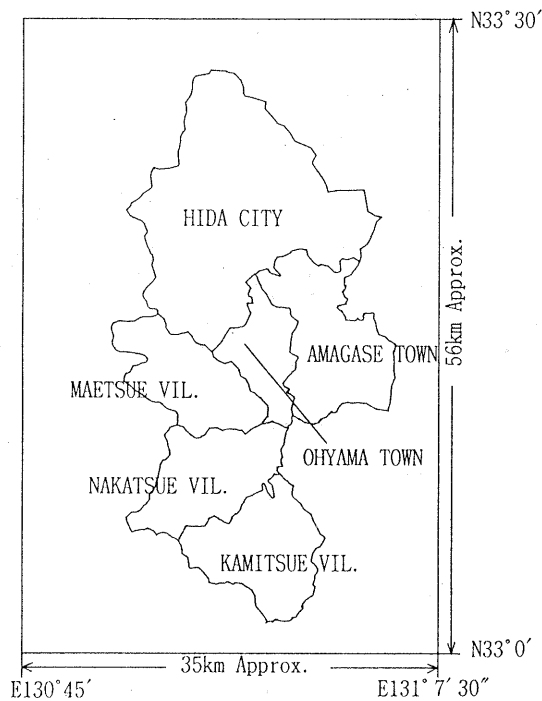 N33°30′
HIDA CITY
56km Approx.
AMAGASE TOWN
MAETSUE VIL.
OHYAMA TOWN
NAKATSUE VIL.
KAMITSUE VIL.
N33°0′
35km Approx.
E130°45′
E131°7′30″